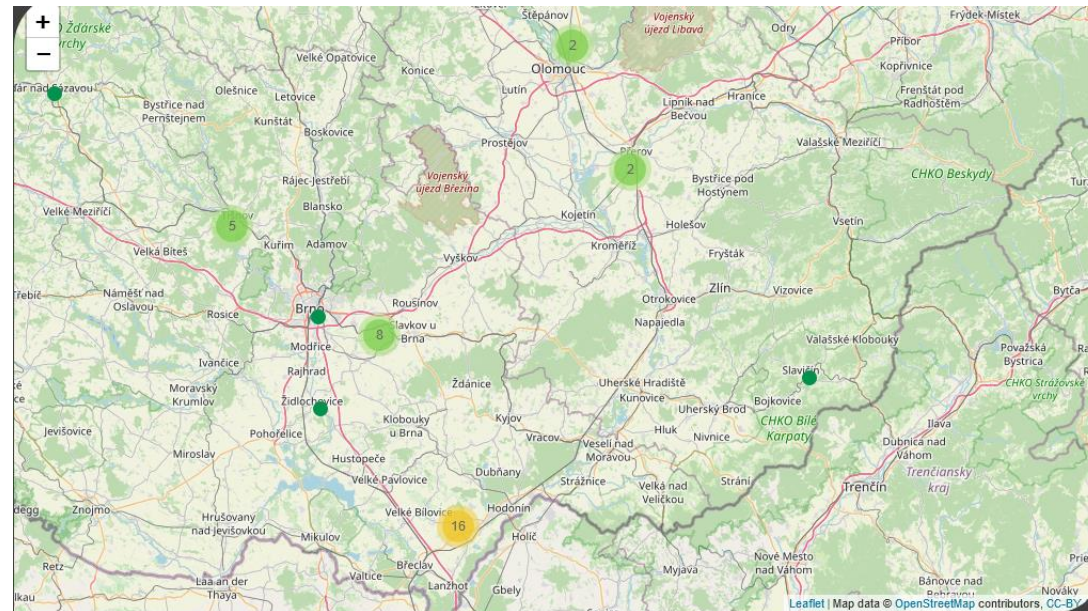 Štěpánov
Vojenský
újezd Libavá
Odry
Frýdek-Místek
+
−
CHKO Žďárské
vrchy
Velké Opatovice
Konice
2
Olomouc
Příbor
Kopřivnice
Olešnice
Letovice
Lutín
Lipník nad
Bečvou
Hranice
Frenštát pod
Radhoštěm
Bystřice nad
Pernštejnem
Kunštát
Boskovice
Prostějov
Přerov
2
Valašské Meziříčí
Rájec-Jestřebí
Vojenský
újezd Březina
Bystřice pod
Hostýnem
CHKO Beskydy
Velké Meziříčí
Blansko
Kojetín
Holešov
Vsetín
5
Kuřim
Adamov
Kroměříž
Velká Bíteš
Vyškov
Fryšták
Náměšť nad
Oslavou
Rosice
Brno
Rousínov
Otrokovice
Zlín
Vizovice
Bytča
8
Slavkov u
Brna
Napajedla
Modřice
Valašské Klobouky
Považská
Bystrica
Ivančice
Rajhrad
Slavičín
Moravský
Krumlov
Ždánice
Uherské Hradiště
Kunovice
CHKO Strážovské
vrchy
Židlochovice
Uherský Brod
Bojkovice
Jevišovice
Pohořelice
Klobouky
u Brna
Kyjov
CHKO Bílé
Karpaty
Ilava
Vracov
Veselí nad
Moravou
Hluk
Nivnice
Dubnica nad
Váhom
Miroslav
Hustopeče
Dubňany
Trenčiansky
kraj
Velké Pavlovice
Strážnice
Velká nad
Veličkou
Strání
Trenčín
Znojmo
Hrušovany
nad Jevišovkou
Velké Bílovice
Hodonín
16
Mikulov
Holíč
Retz
Břeclav
Nové Mesto
nad Váhom
Laa an der
Thaya
Valtice
Lanžhot
Gbely
Myjava
Bánovce nad
Bebravou
Nováky
Leaflet | Map data © OpenStreetMap contributors, CC-BY